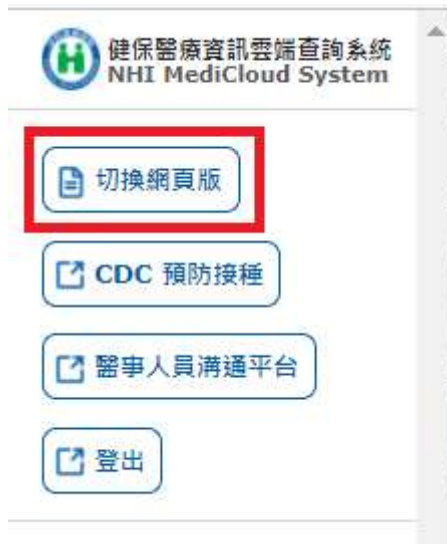 健保醫療資訊雲端查詢系統
NHI MediCloud System
切換網頁版
CDC 預防接種
醫事人員溝通平台
登出